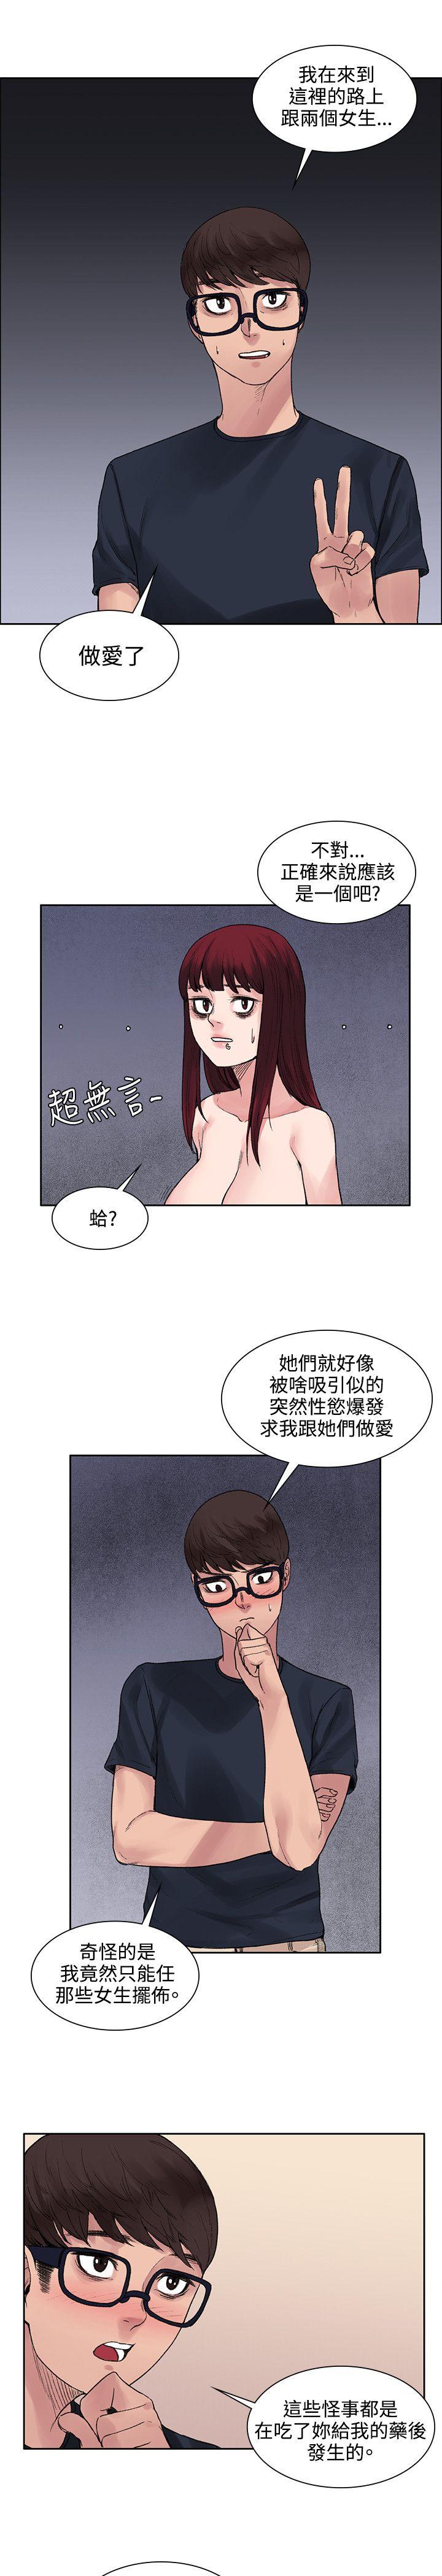 我在來到
這裡的路上
跟兩個女生...
做愛了
不對...
正確來說應該
是一個吧?
超無言-
蛤?
她們就好像
被啥吸引似的
突然性慾爆發
求我跟她們做愛
奇怪的是
我竟然只能任
那些女生擺佈。
這些怪事都是
在吃了妳給我的藥後
發生的。